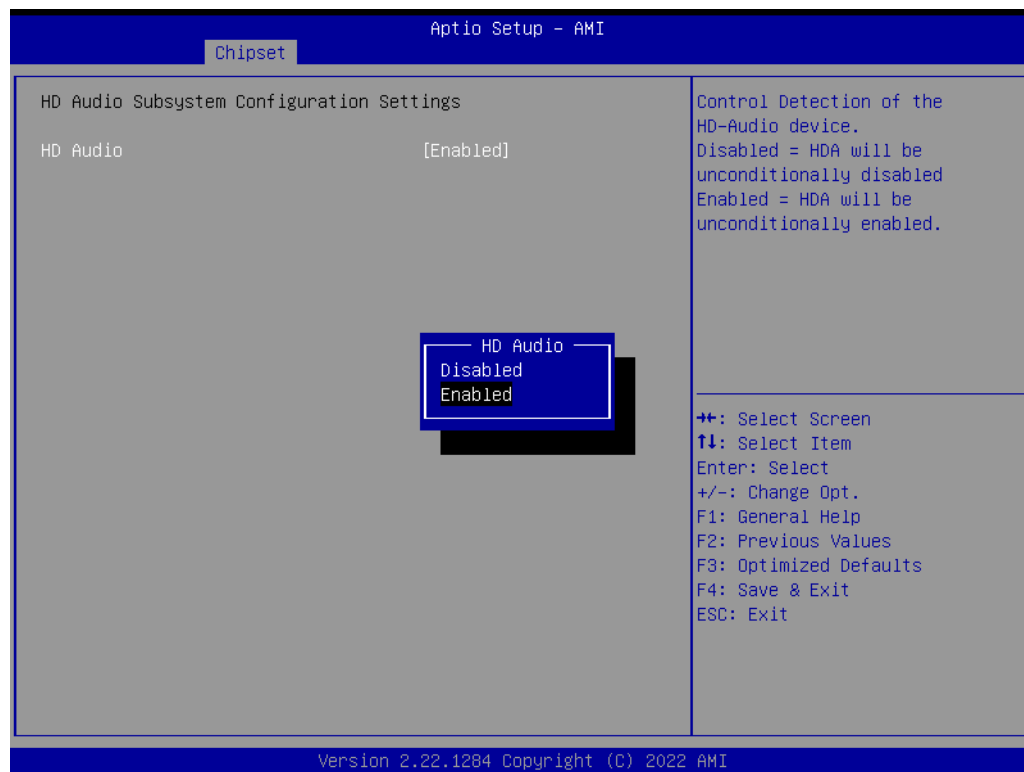 Aptio Setup – AMI
Chipset
HD Audio Subsystem Configuration Settings
HD Audio [Enabled]
Control Detection of the
HD-Audio device.
Disabled = HDA will be
unconditionally disabled
Enabled = HDA will be
unconditionally enabled.
HD Audio
Disabled
Enabled
→←: Select Screen
↑↓: Select Item
Enter: Select
+/-: Change Opt.
F1: General Help
F2: Previous Values
F3: Optimized Defaults
F4: Save & Exit
ESC: Exit
Version 2.22.1284 Copyright (C) 2022 AMI